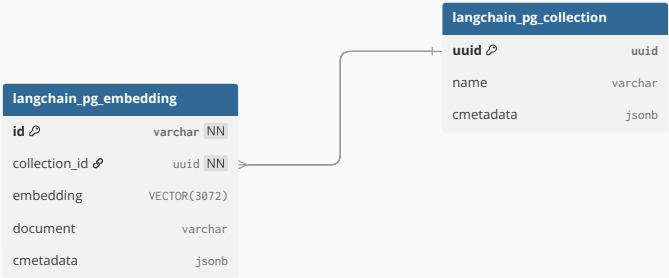 langchain_pg_collection
uuid uuid
name varchar
cmetadata jsonb
langchain_pg_embedding
id varchar NN
collection_id uuid NN
embedding VECTOR(3072)
document varchar
cmetadata jsonb